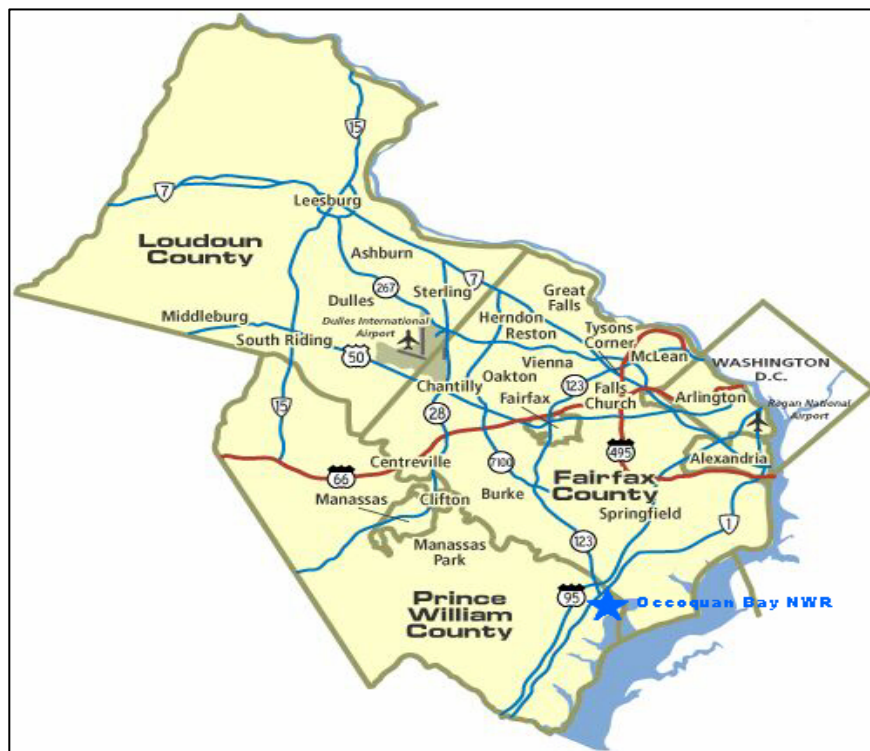 15
7
Leesburg
Loudoun
County
Ashburn
267
Dulles
Sterling
7
Great
Falls
Middleburg
Dulles International
Airport
Herndon
Reston
Tysons
Corner
South Riding
50
McLean
WASHINGTON
D.C.
Vienna
Chantilly
Oakton
123
Falls
Church
Fairfax
Arlington
Regan National
Airport
15
28
495
Alexandria
Centreville
66
7100
Fairfax
County
Manassas
Clifton
Burke
Springfield
1
123
Manassas
Park
Prince
William
County
95
Occoquan Bay NWR